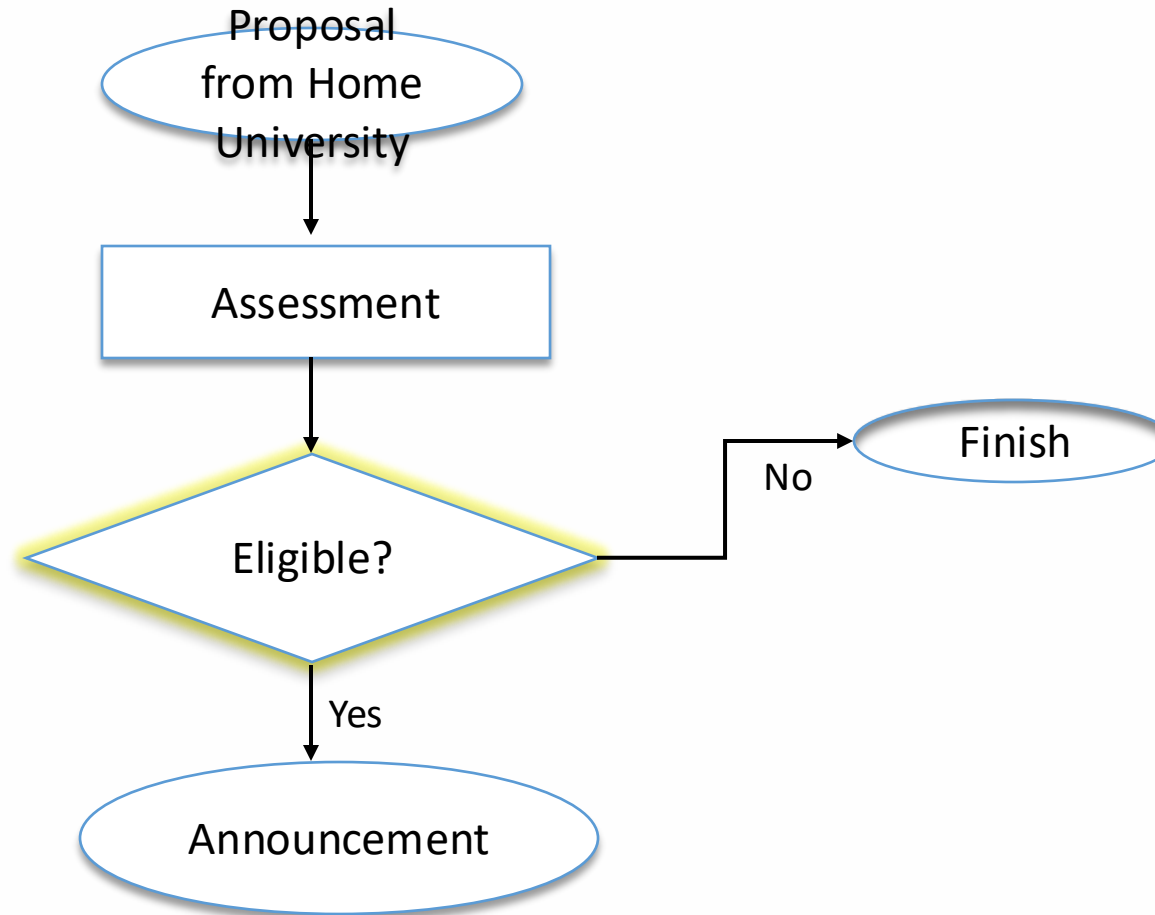 Proposal
from Home
University
Assessment
Eligible?
No
Finish
Yes
Announcement